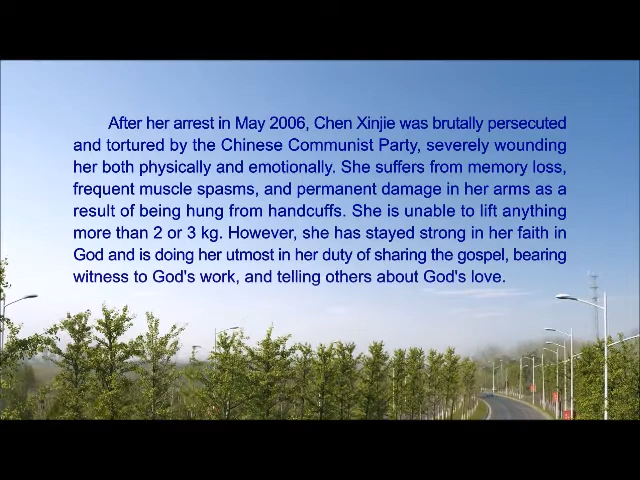 After her arrest in May 2006, Chen Xinjie was brutally persecuted
and tortured by the Chinese Communist Party, severely wounding
her both physically and emotionally. She suffers from memory loss,
frequent muscle spasms, and permanent damage in her arms as a
result of being hung from handcuffs. She is unable to lift anything
more than 2 or 3 kg. However, she has stayed strong in her faith in
God and is doing her utmost in her duty of sharing the gospel, bearing
witness to God's work, and telling others about God's love.